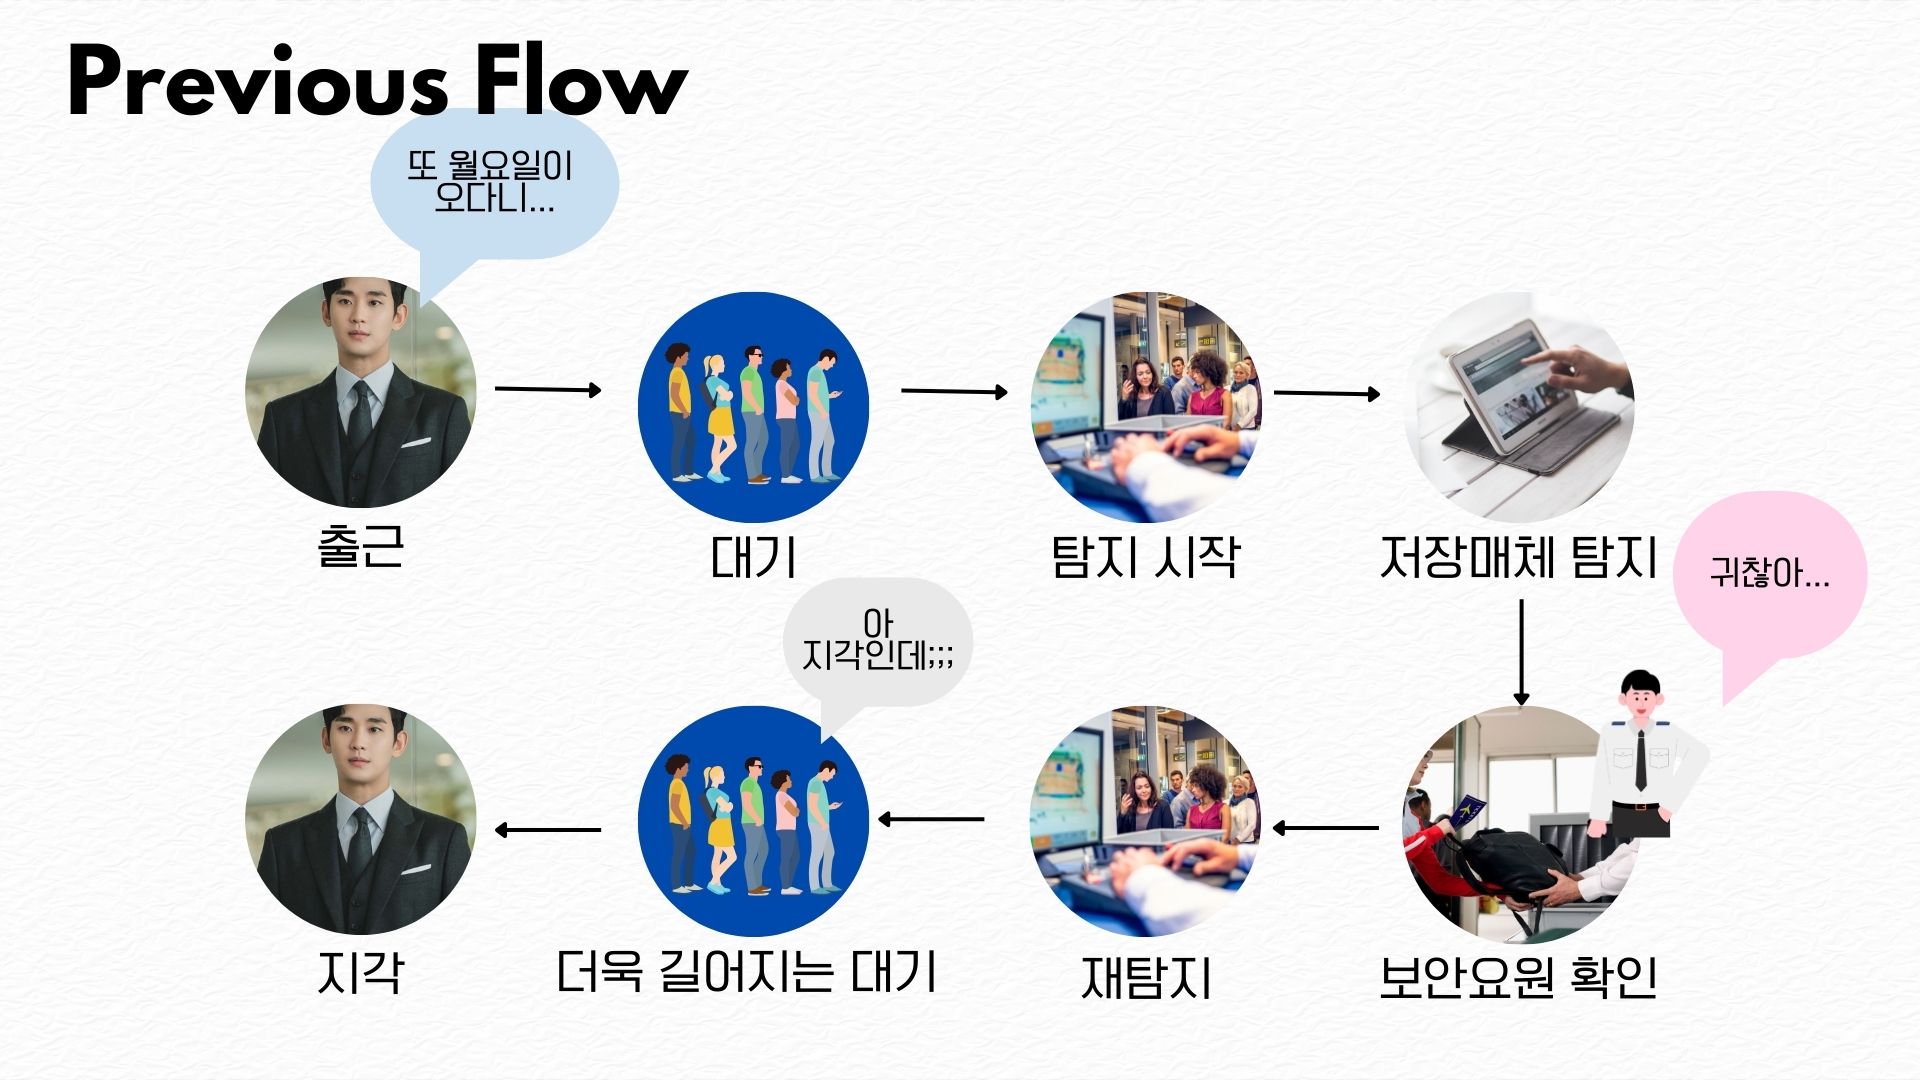 Previous Flow
또 월요일이
오다니...
출근
대기
탐지 시작
저장매체 탐지
귀찮아...
아
지각인데;;;
지각
더욱 길어지는 대기
재탐지
보안요원 확인